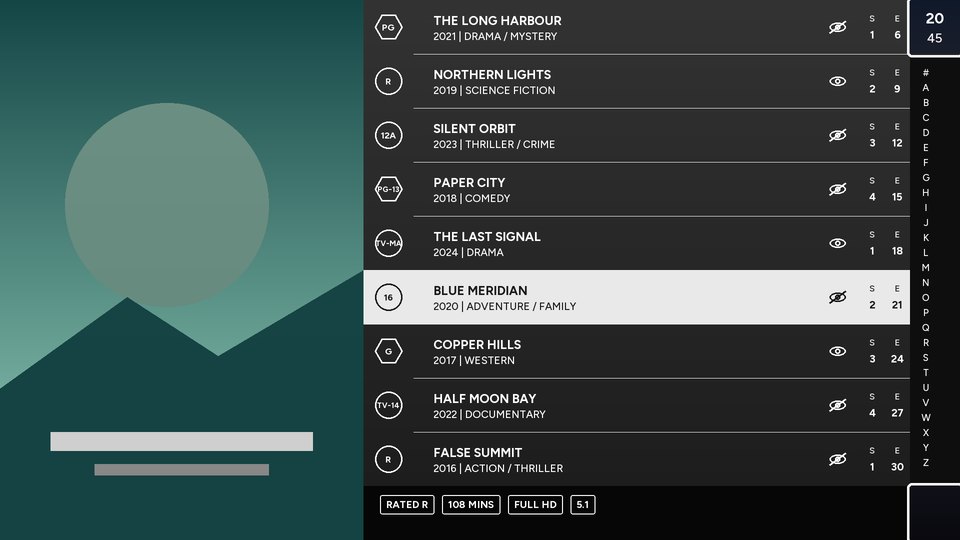 PG
THE LONG HARBOUR
2021 | DRAMA / MYSTERY
S E
1 6
R
NORTHERN LIGHTS
2019 | SCIENCE FICTION
S E
2 9
12A
SILENT ORBIT
2023 | THRILLER / CRIME
S E
3 12
PG-13
PAPER CITY
2018 | COMEDY
S E
4 15
TV-MA
THE LAST SIGNAL
2024 | DRAMA
S E
1 18
16
BLUE MERIDIAN
2020 | ADVENTURE / FAMILY
S E
2 21
G
COPPER HILLS
2017 | WESTERN
S E
3 24
TV-14
HALF MOON BAY
2022 | DOCUMENTARY
S E
4 27
R
FALSE SUMMIT
2016 | ACTION / THRILLER
S E
1 30
RATED R 108 MINS FULL HD 5.1
20
45
#
A
B
C
D
E
F
G
H
I
J
K
L
M
N
O
P
Q
R
S
T
U
V
W
X
Y
Z